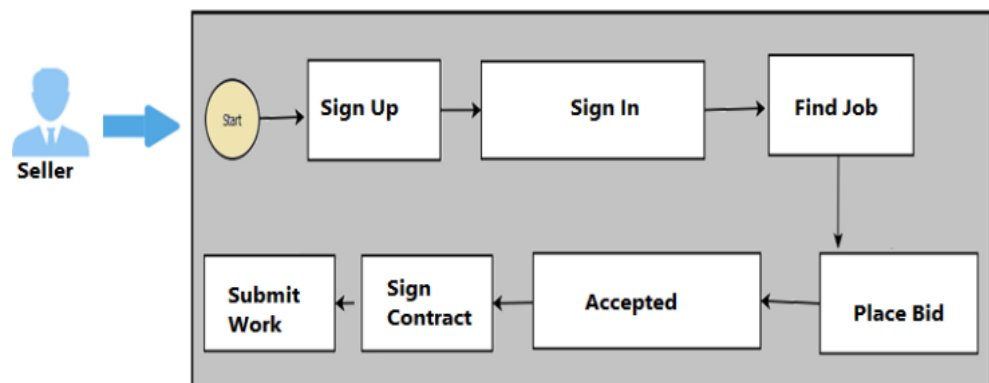 Seller
Start
Sign Up
Sign In
Find Job
Place Bid
Accepted
Sign
Contract
Submit
Work